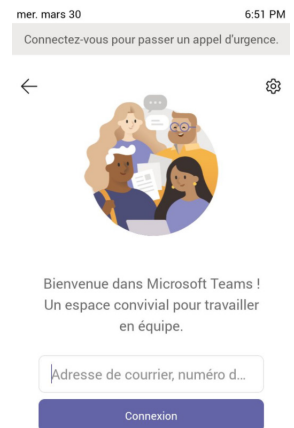 mer. mars 30 6:51 PM
Connectez-vous pour passer un appel d'urgence.
Bienvenue dans Microsoft Teams !
Un espace convivial pour travailler
en équipe.
Adresse de courrier, numéro d...
Connexion